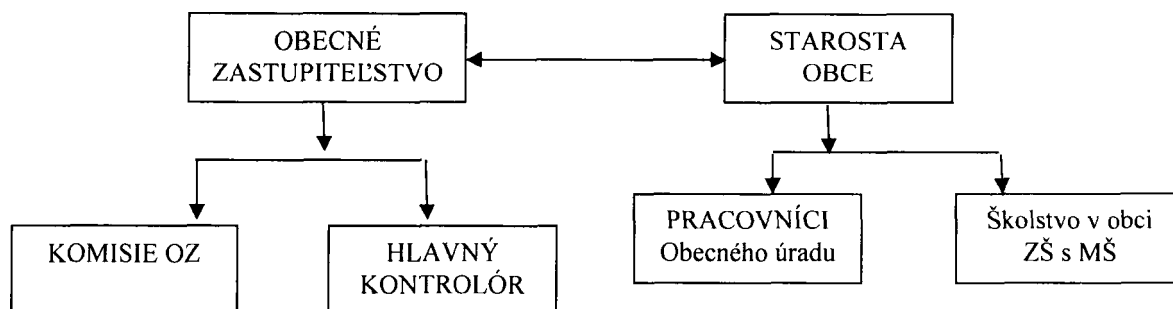 OBECNÉ
ZASTUPITEĽSTVO
STAROSTA
OBCE
KOMISIE OZ
HLAVNÝ
KONTROLÓR
PRACOVNÍCI
Obecného úradu
Školstvo v obci
ZŠ s MŠ